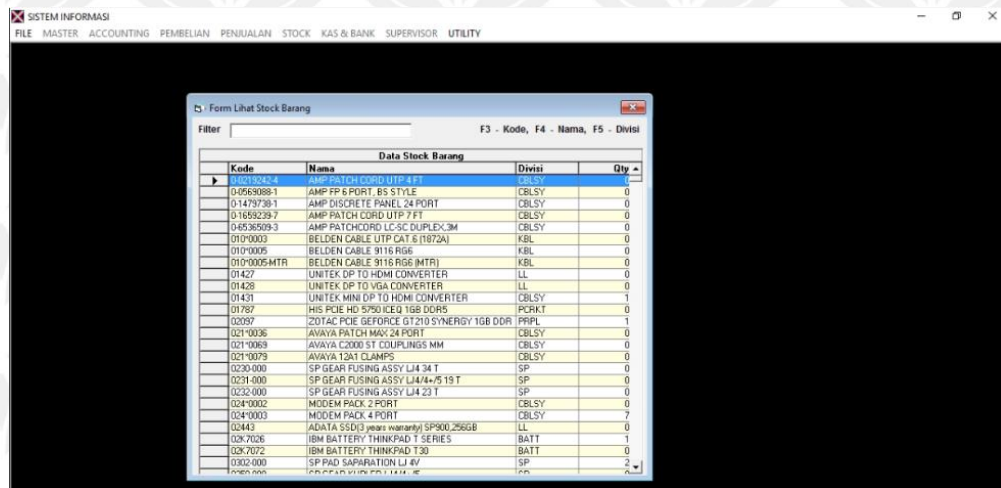 SISTEM INFORMASI
FILE MASTER ACCOUNTING PEMBELIAN PENJUALAN STOCK KAS & BANK SUPERVISOR UTILITY
Form Lihat Stock Barang
Filter F3 - Kode, F4 - Nama, F5 - Divisi
Data Stock Barang
Kode Nama Divisi Qty
0-0219242-4 AMP PATCH CORD UTP 4 FT CBLSY 0
0-0569088-1 AMP FP 6 PORT, BS STYLE CBLSY 0
0-1479738-1 AMP DISCRETE PANEL 24 PORT CBLSY 0
0-1659239-7 AMP PATCH CORD UTP 7 FT CBLSY 0
0-6536509-3 AMP PATCHCORD LC-SC DUPLEX,3M CBLSY 0
010*0003 BELDEN CABLE UTP CAT.6 (1872A) KBL 0
010*0005 BELDEN CABLE 9116 RG6 KBL 0
010*0005-MTR BELDEN CABLE 9116 RG6 (MTR) KBL 0
01427 UNITEK DP TO HDMI CONVERTER LL 0
01428 UNITEK DP TO VGA CONVERTER LL 0
01431 UNITEK MINI DP TO HDMI CONVERTER CBLSY 1
01787 HIS PCIE HD 5750 ICEQ 1GB DDR5 PCRKT 0
02097 ZOTAC PCIE GEFORCE GT210 SYNERGY 1GB DDR PRPL 1
021*0036 AVAYA PATCH MAX 24 PORT CBLSY 0
021*0069 AVAYA C2000 ST COUPLINGS MM CBLSY 0
021*0079 AVAYA 12A1 CLAMPS CBLSY 0
0230-000 SP GEAR FUSING ASSY LJ4 34 T SP 0
0231-000 SP GEAR FUSING ASSY LJ4/4+/5 19 T SP 0
0232-000 SP GEAR FUSING ASSY LJ4 23 T SP 0
024*0002 MODEM PACK 2 PORT CBLSY 0
024*0003 MODEM PACK 4 PORT CBLSY 7
02443 ADATA SSD(3 years warranty) SP900,256GB LL 0
02K7026 IBM BATTERY THINKPAD T SERIES BATT 1
02K7072 IBM BATTERY THINKPAD T30 BATT 0
0302-000 SP PAD SAPARATION LJ 4V SP 2